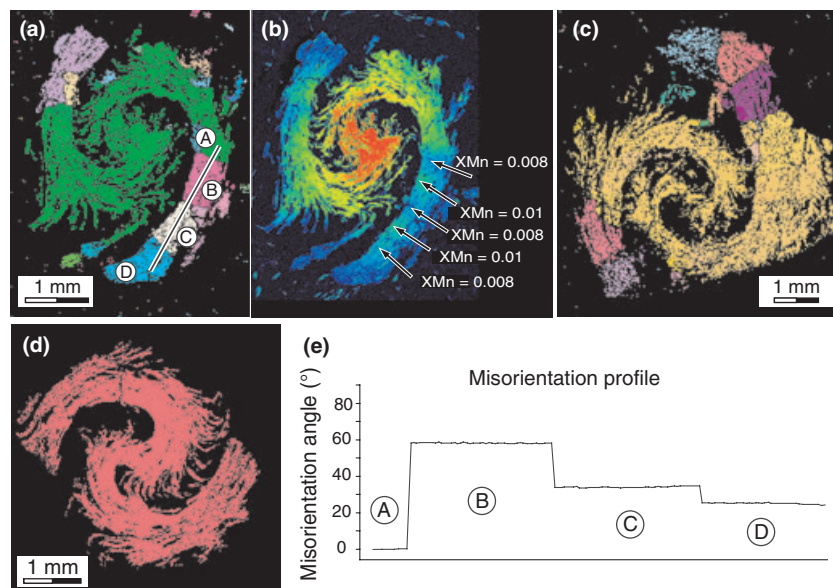 (a)
A
B
C
D
1 mm
(b)
XMn = 0.008
XMn = 0.01
XMn = 0.008
XMn = 0.01
XMn = 0.008
(c)
1 mm
(d)
1 mm
(e)
Misorientation profile
Misorientation angle (°)
80
60
40
20
0
A
B
C
D